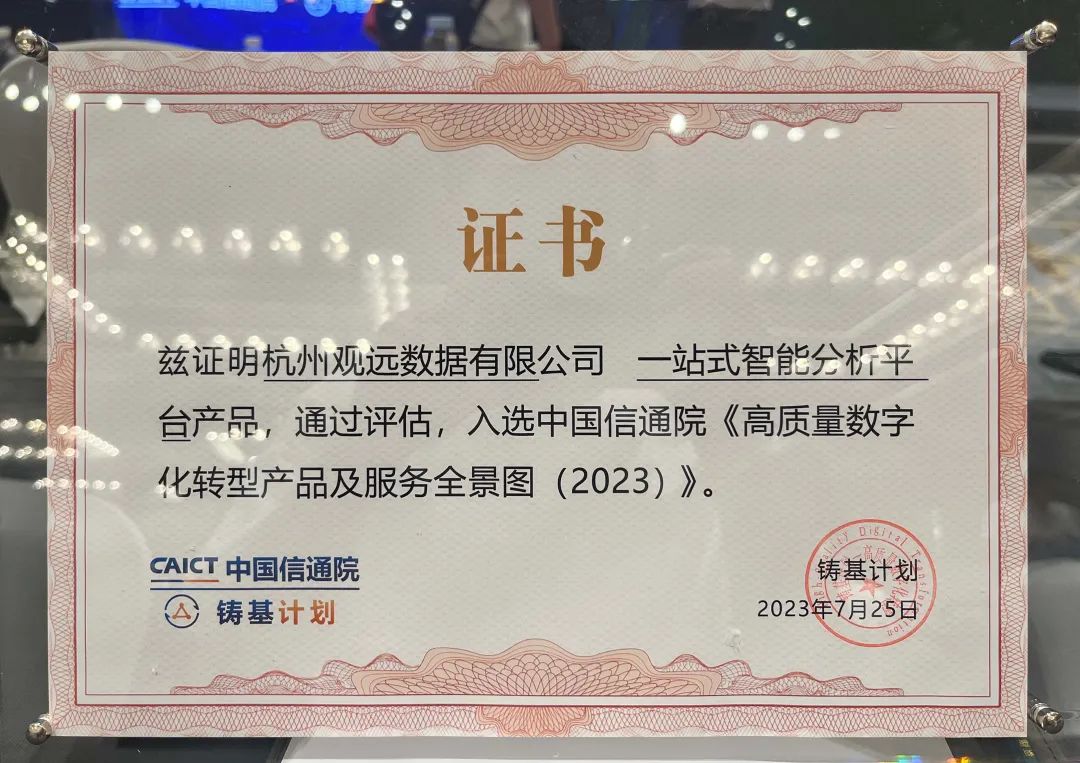 证书
兹证明杭州观远数据有限公司 一站式智能分析平
台产品，通过评估，入选中国信通院《高质量数字
化转型产品及服务全景图（2023）》。
CAICT 中国信通院
铸基计划
铸基计划
2023年7月25日